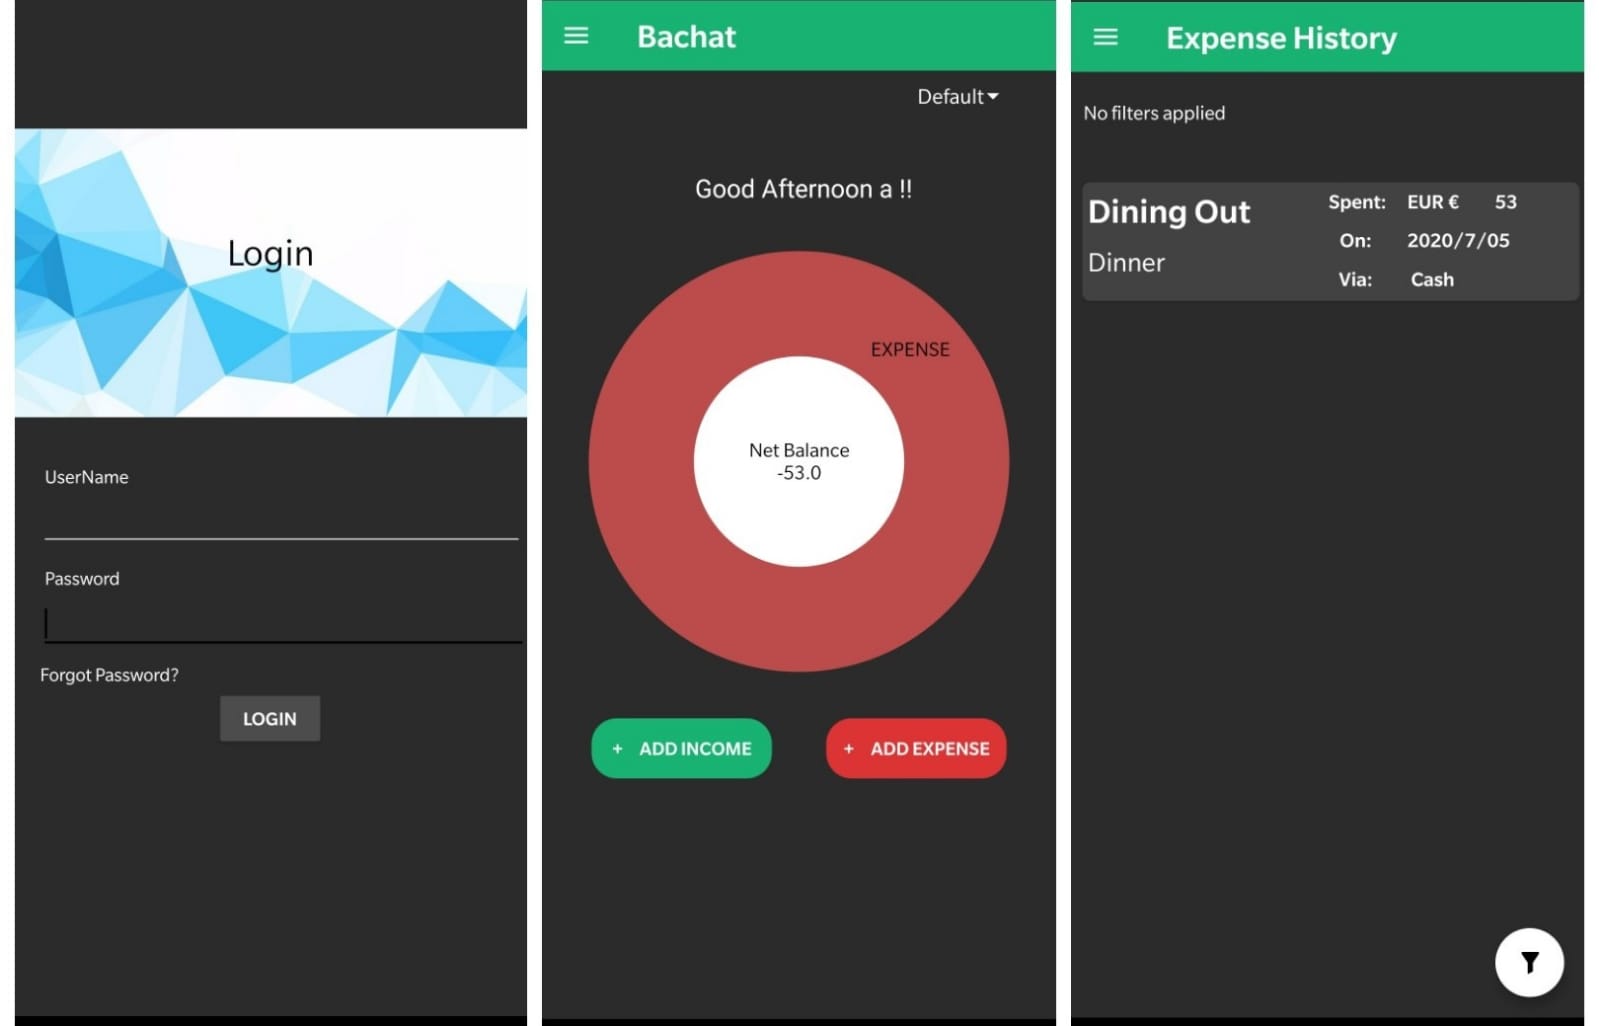 Login
UserName
Password
Forgot Password?
LOGIN
Bachat
Default
Good Afternoon a !!
EXPENSE
Net Balance
-53.0
+ ADD INCOME
+ ADD EXPENSE
Expense History
No filters applied
Dining Out
Dinner
Spent: EUR € 53
On: 2020/7/05
Via: Cash